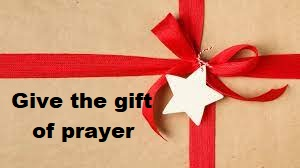 Give the gift
of prayer